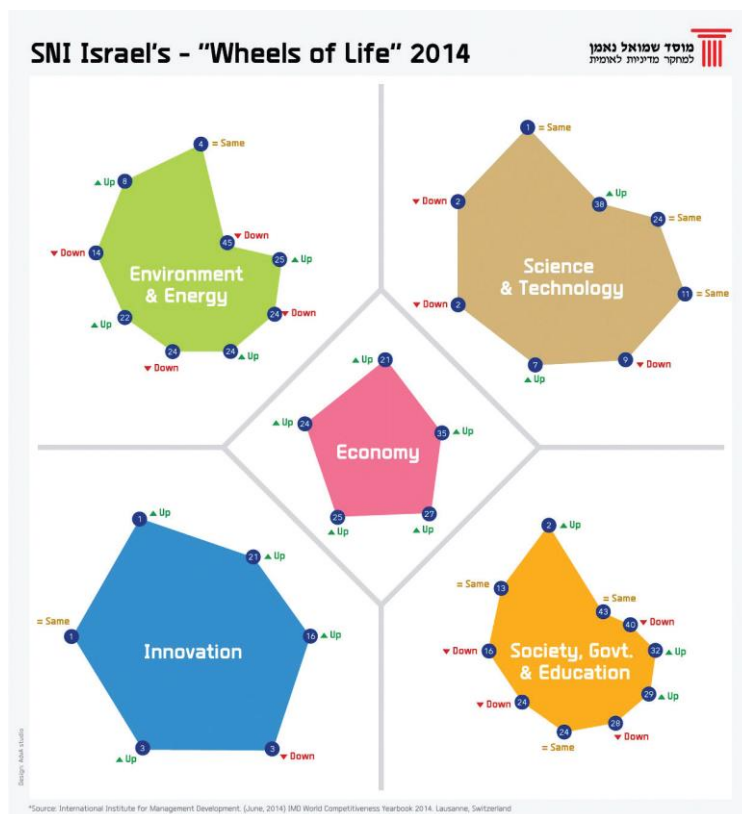 SNI Israel's - "Wheels of Life" 2014
מוסד שמואל נאמן
למחקר מדיניות לאומית
4 = Same
▲ Up 8
▼ Down
45
▼ Down 14
25 ▲ Up
Environment
& Energy
24 ▼ Down
▲ Up 22
24
▼ Down
24 ▲ Up
1 = Same
▼ Down 2
▲ Up
38
24 = Same
Science
& Technology
11 = Same
▼ Down 2
7
▲ Up
9 ▼ Down
▲ Up 21
▲ Up 24
35 ▲ Up
Economy
25
▲ Up
27
▲ Up
1 ▲ Up
21 ▲ Up
= Same
1
16 ▲ Up
Innovation
3
▲ Up
3 ▼ Down
2 ▲ Up
= Same 13
= Same
43
40 ▼ Down
▼ Down 16
32 ▲ Up
Society, Govt.
& Education
29 ▲ Up
▼ Down 24
28
▼ Down
24
= Same
Design: AdvA studio
*Source: International Institute for Management Development. (June, 2014) IMD World Competitiveness Yearbook 2014. Lausanne, Switzerland